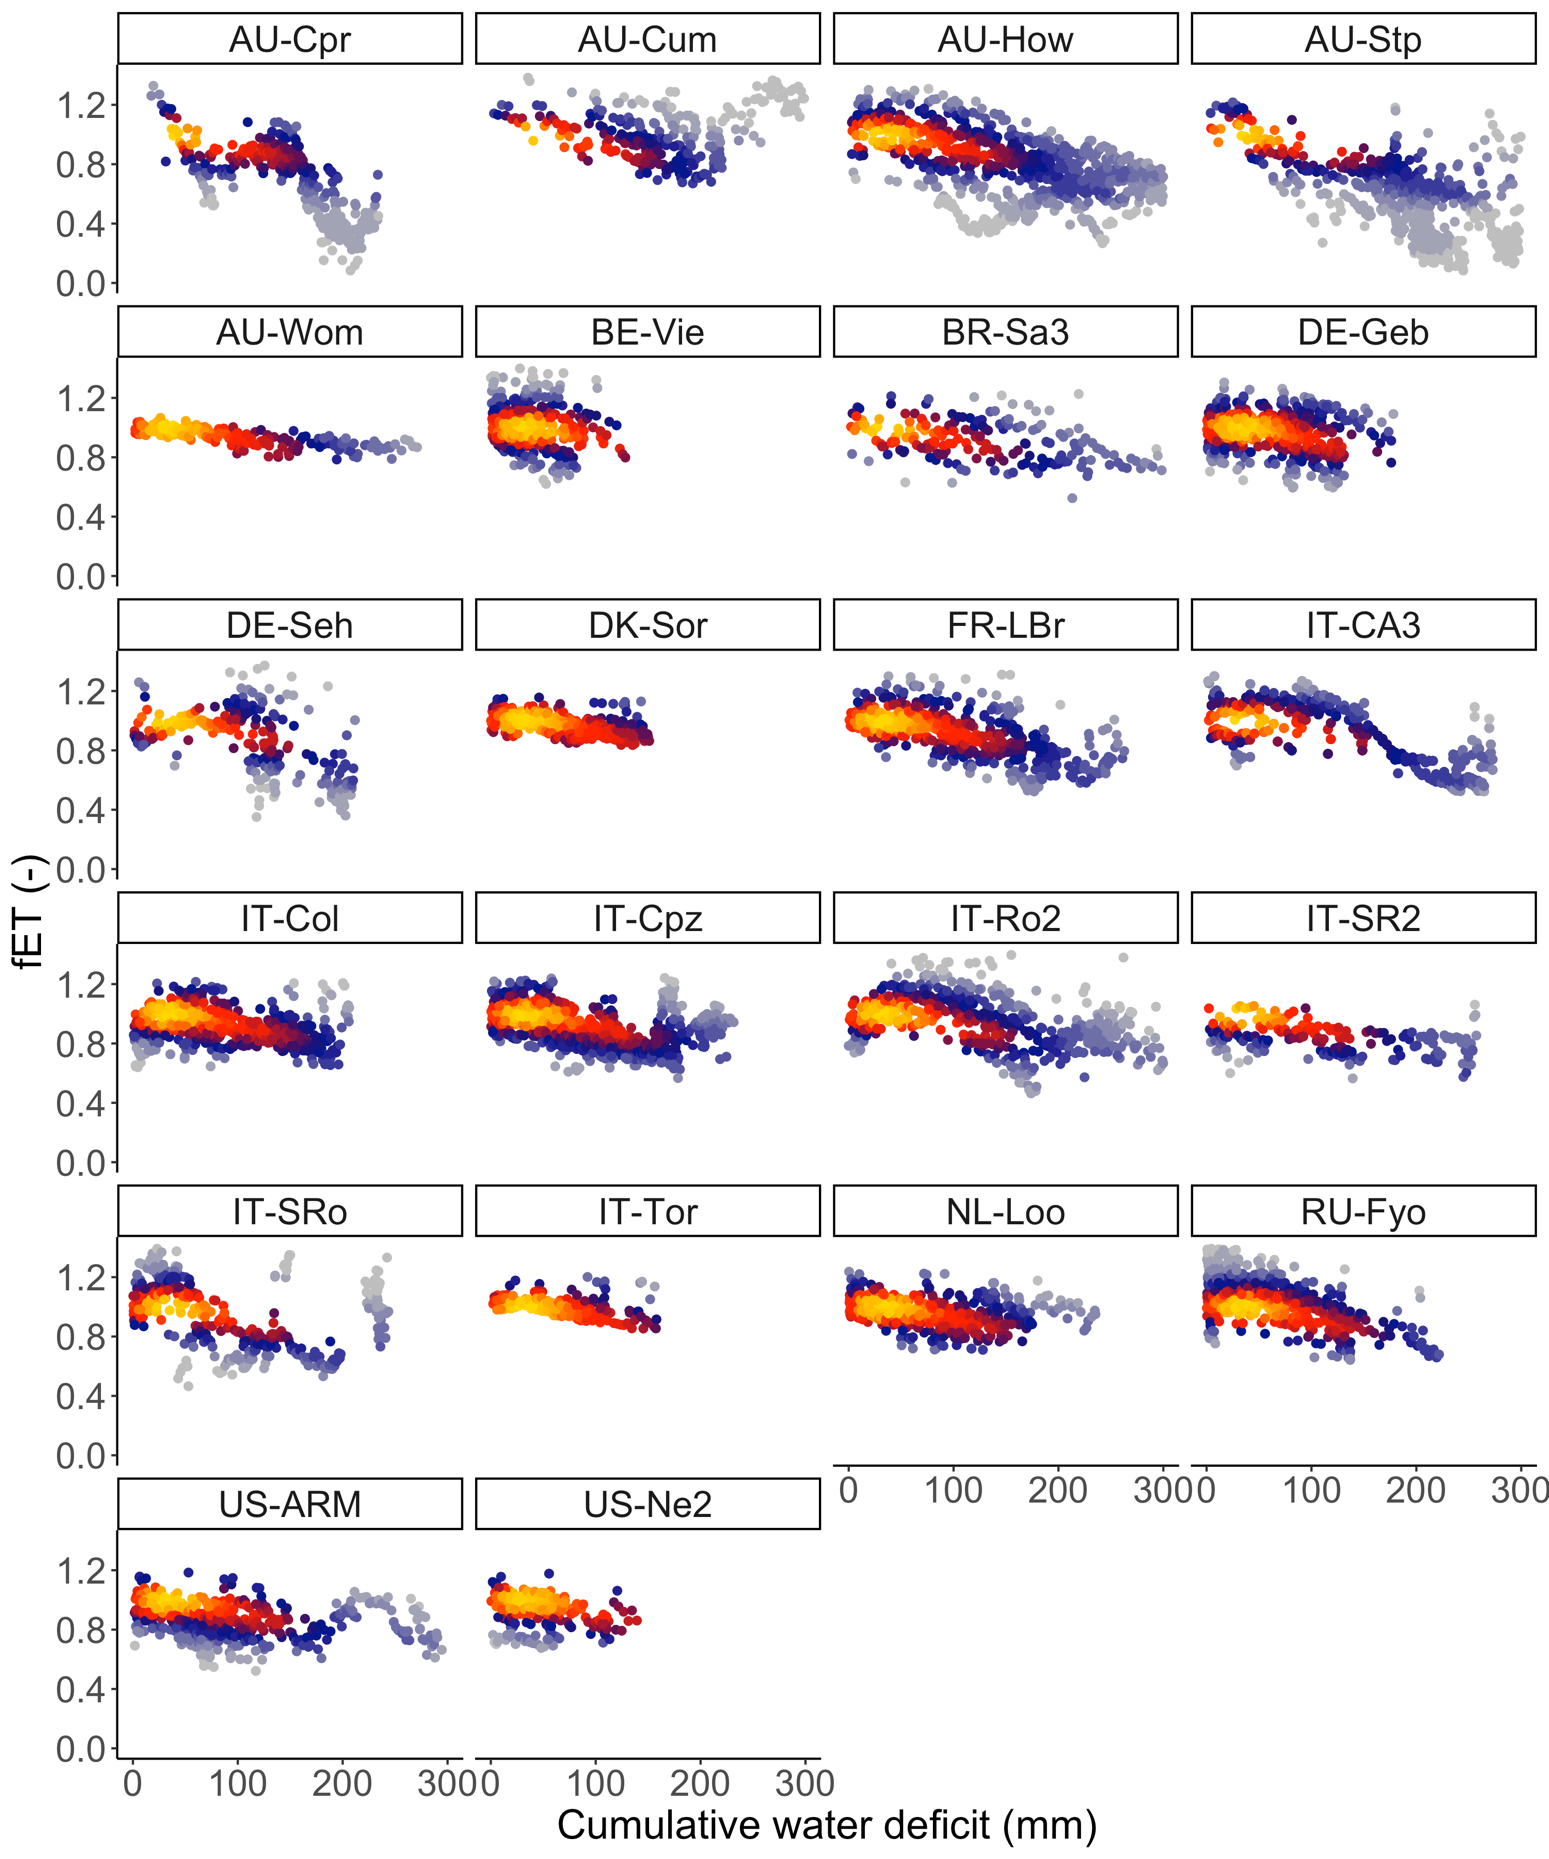 AU-Cpr AU-Cum AU-How AU-Stp
1.2
0.8
0.4
0.0
AU-Wom BE-Vie BR-Sa3 DE-Geb
1.2
0.8
0.4
0.0
DE-Seh DK-Sor FR-LBr IT-CA3
1.2
0.8
0.4
0.0
fET (-)
IT-Col IT-Cpz IT-Ro2 IT-SR2
1.2
0.8
0.4
0.0
IT-SRo IT-Tor NL-Loo RU-Fyo
1.2
0.8
0.4
0.0
0 100 200 300 0 100 200 300
US-ARM US-Ne2
1.2
0.8
0.4
0.0
0 100 200 300 0 100 200 300
Cumulative water deficit (mm)